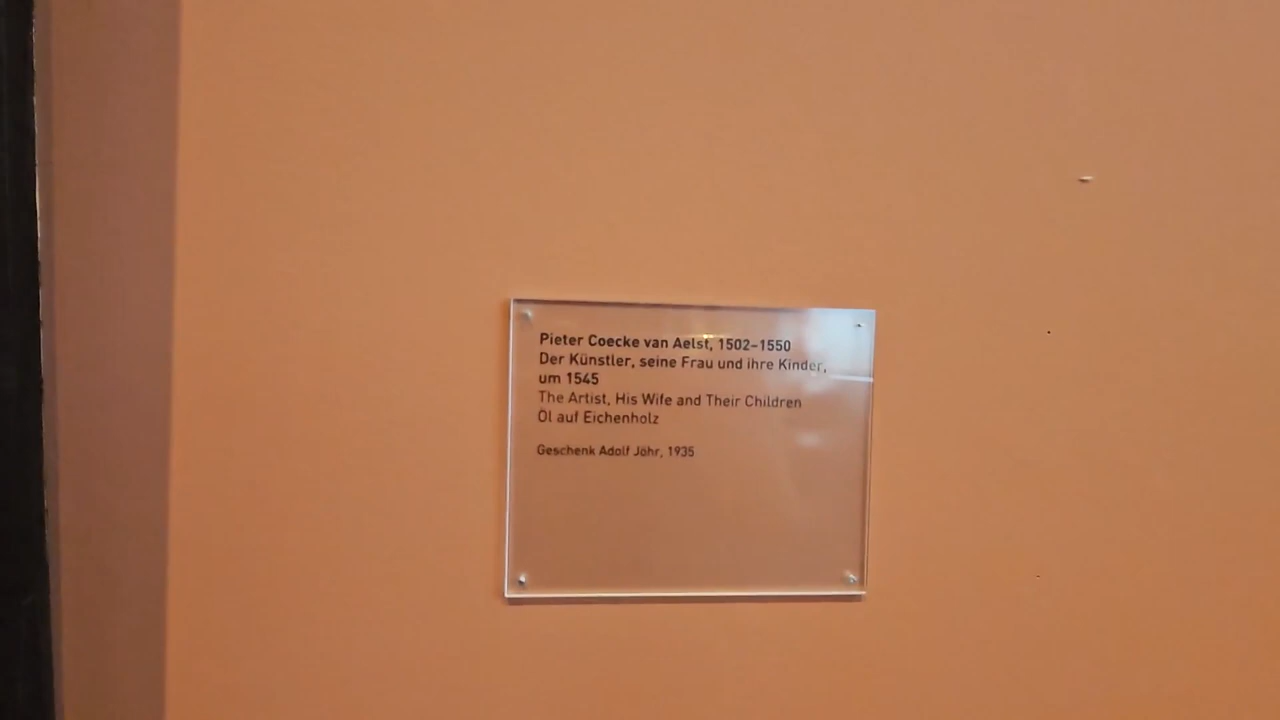 Pieter Coecke van Aelst, 1502–1550
Der Künstler, seine Frau und ihre Kinder,
um 1545
The Artist, His Wife and Their Children
Öl auf Eichenholz
Geschenk Adolf Jöhr, 1935